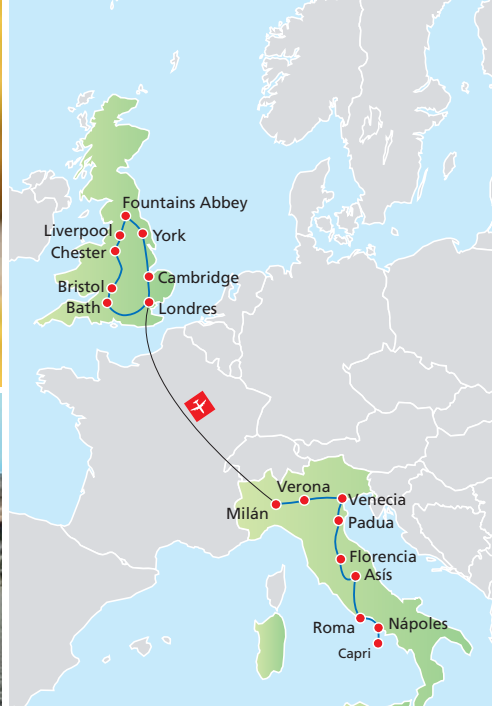 Fountains Abbey
Liverpool
York
Chester
Cambridge
Bristol
Bath
Londres
Verona
Venecia
Milán
Padua
Florencia
Asís
Roma
Nápoles
Capri